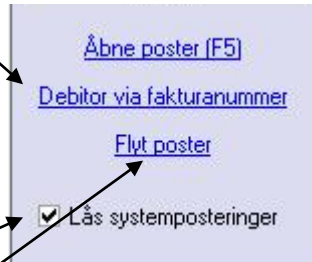 Åbne poster (F5)
Debitor via fakturanummer
Flyt poster
Lås systemposteringer